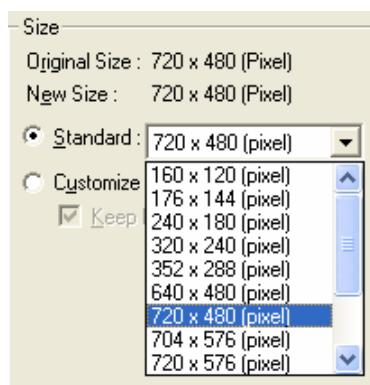 Size
Original Size : 720 x 480 (Pixel)
New Size : 720 x 480 (Pixel)
Standard : 720 x 480 (pixel)
160 x 120 (pixel)
Customize
176 x 144 (pixel)
Keep
240 x 180 (pixel)
320 x 240 (pixel)
352 x 288 (pixel)
640 x 480 (pixel)
720 x 480 (pixel)
704 x 576 (pixel)
720 x 576 (pixel)